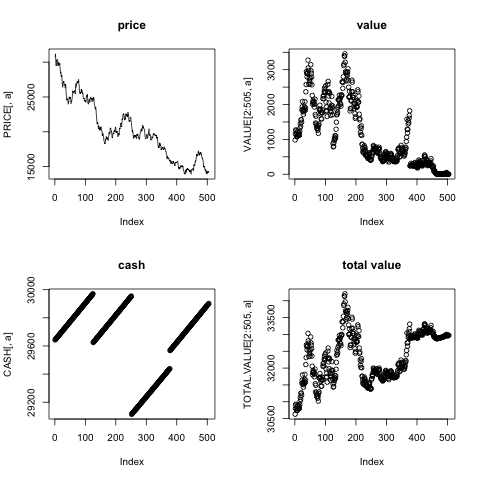 price
PRICE[, a]
15000 25000
0 100 200 300 400 500
Index
value
VALUE[2:505, a]
0 1000 2000 3000
0 100 200 300 400 500
Index
cash
CASH[, a]
29200 29600 30000
0 100 200 300 400 500
Index
total value
TOTAL.VALUE[2:505, a]
30500 32000 33500
0 100 200 300 400 500
Index